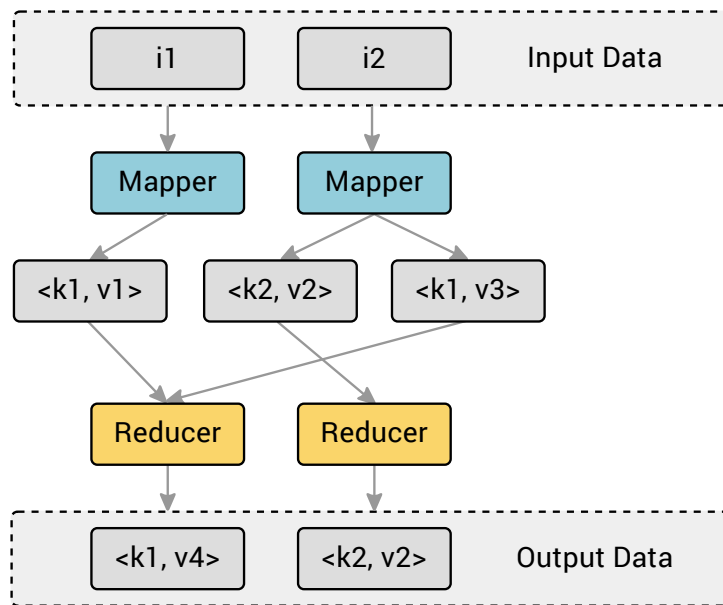 i1 i2 Input Data
Mapper Mapper
<k1, v1> <k2, v2> <k1, v3>
Reducer Reducer
<k1, v4> <k2, v2> Output Data